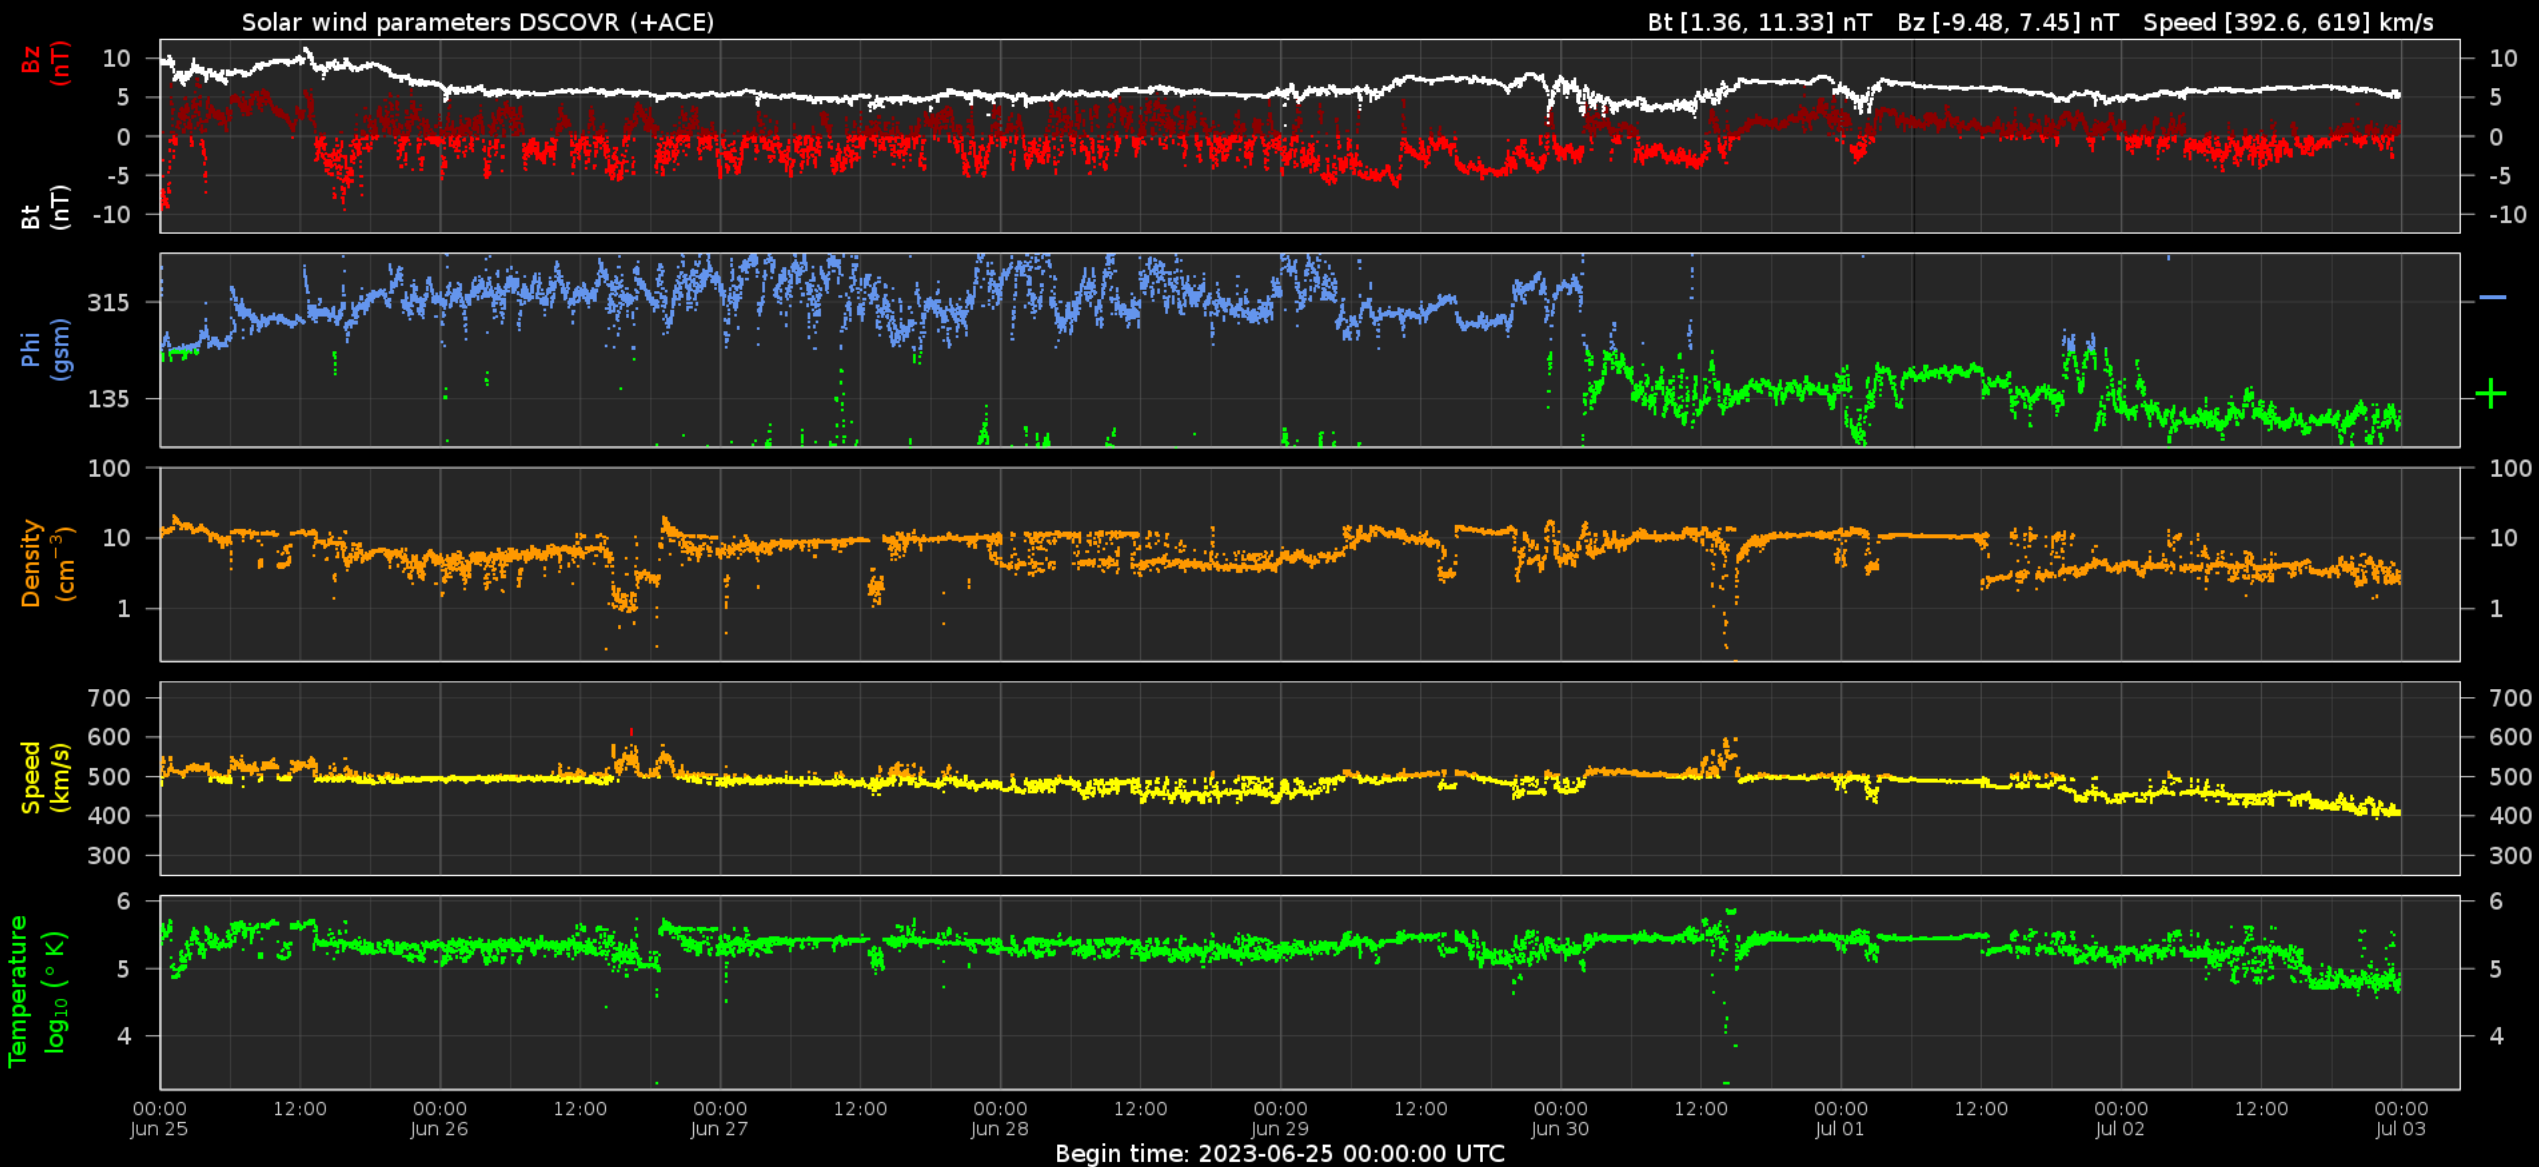 Solar wind parameters DSCOVR (+ACE)
Bt [1.36, 11.33] nT Bz [-9.48, 7.45] nT Speed [392.6, 619] km/s
Bz
(nT)
Bt
(nT)
10
5
0
-5
-10
10
5
0
-5
-10
Phi
(gsm)
315
135
−
+
Density
(cm⁻³)
100
10
1
100
10
1
Speed
(km/s)
700
600
500
400
300
700
600
500
400
300
Temperature
log₁₀ (° K)
6
5
4
6
5
4
00:00 12:00 00:00 12:00 00:00 12:00 00:00 12:00 00:00 12:00 00:00 12:00 00:00 12:00 00:00 12:00 00:00
Jun 25 Jun 26 Jun 27 Jun 28 Jun 29 Jun 30 Jul 01 Jul 02 Jul 03
Begin time: 2023-06-25 00:00:00 UTC